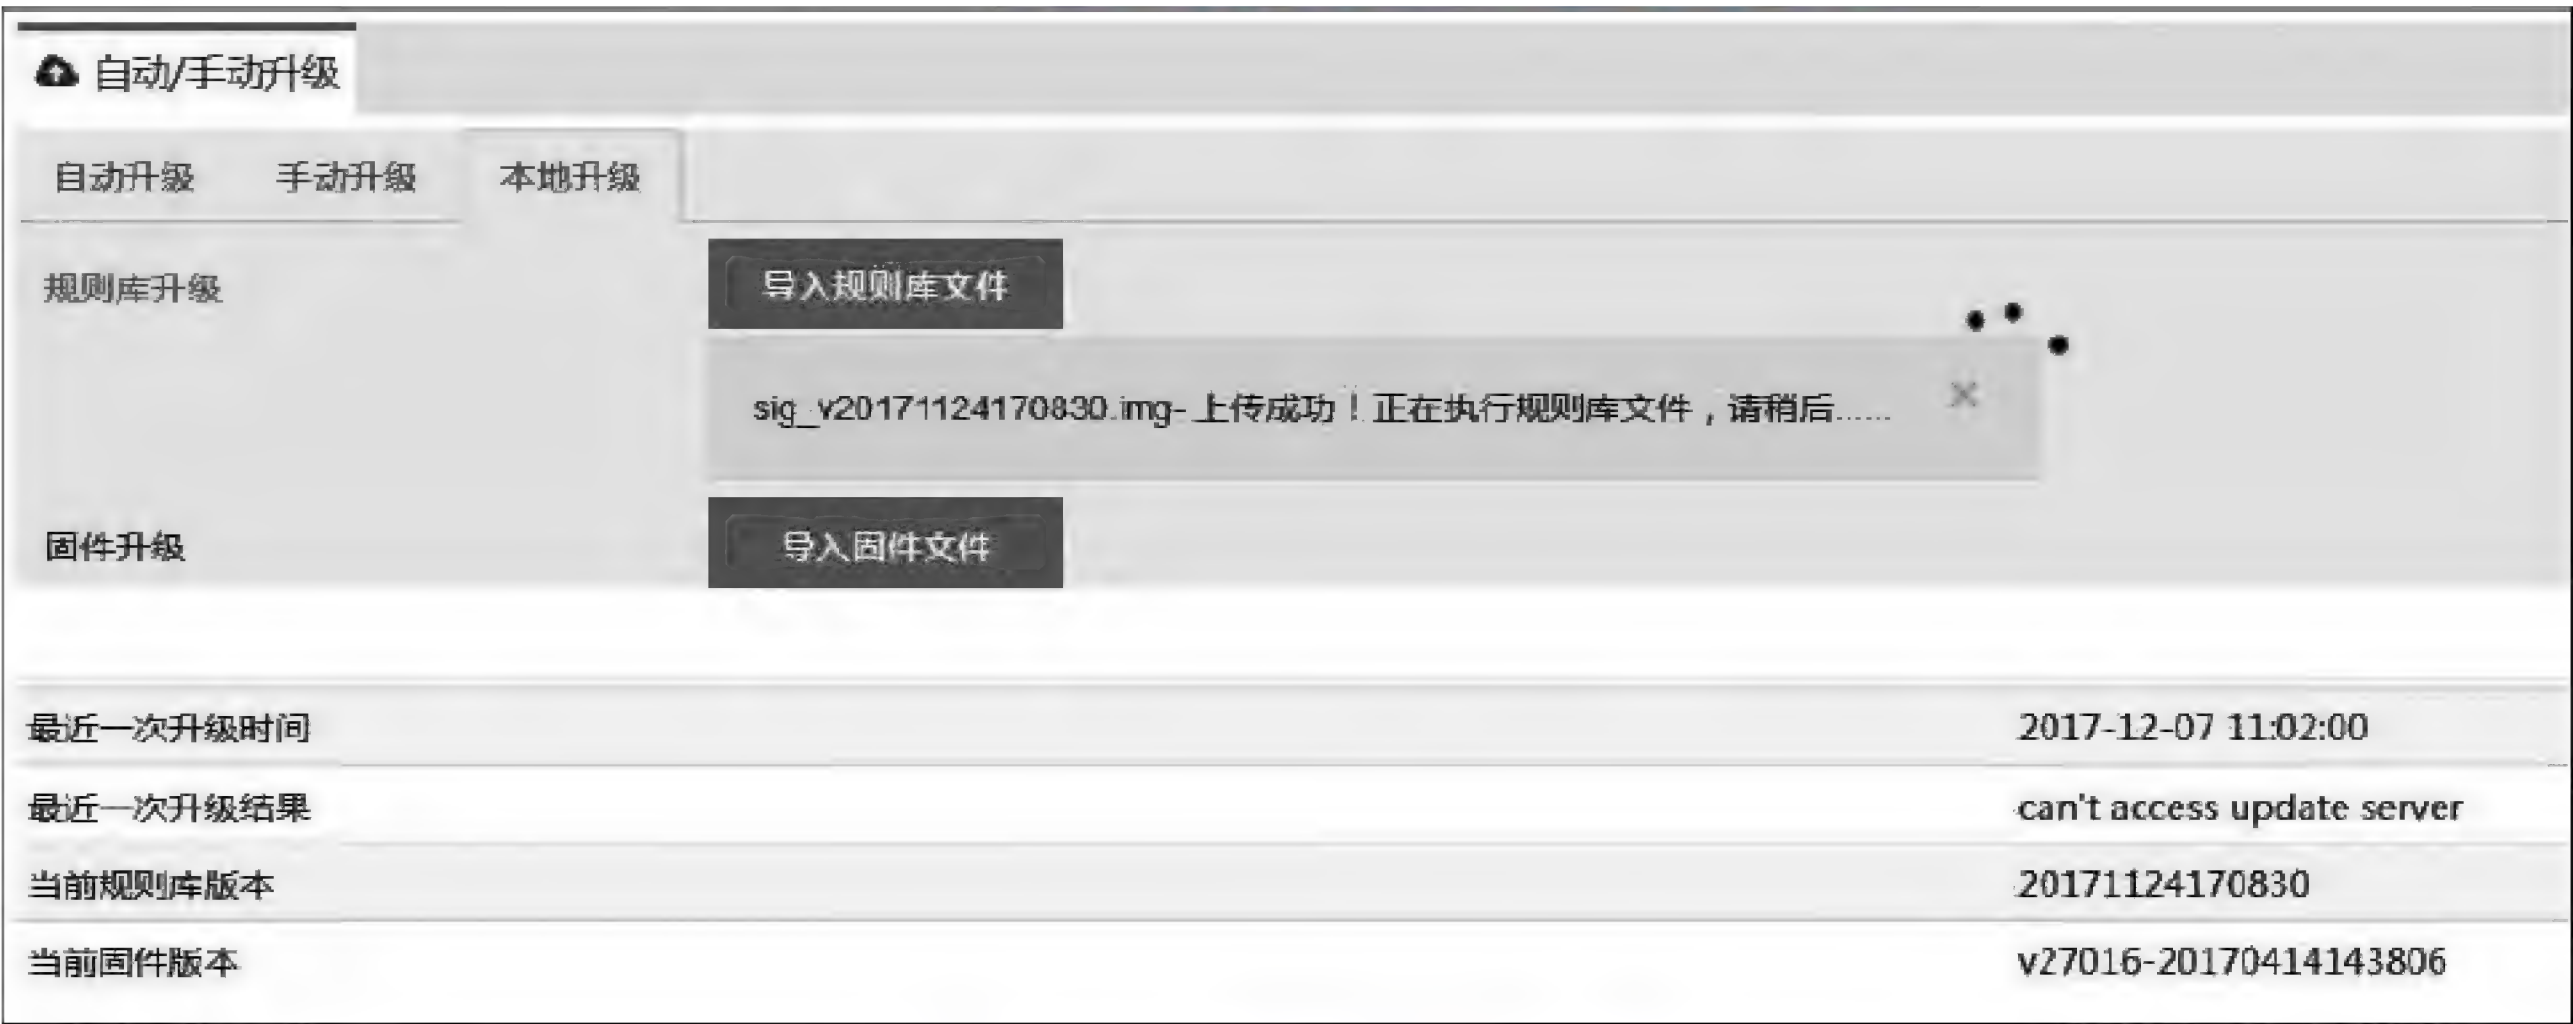 自动/手动升级
自动升级 手动升级 本地升级
规则库升级 导入规则库文件
sig_v20171124170830.img- 上传成功！正在执行规则库文件，请稍后......
固件升级 导入固件文件
最近一次升级时间 2017-12-07 11:02:00
最近一次升级结果 can't access update server
当前规则库版本 20171124170830
当前固件版本 v27016-20170414143806